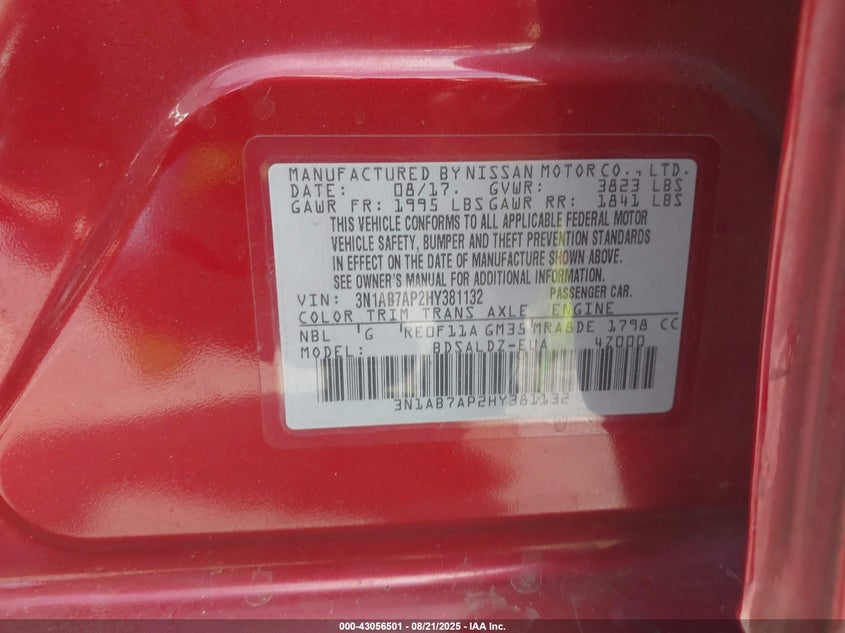 MANUFACTURED BY NISSAN MOTOR CO., LTD.
DATE: 08/17. GVWR: 3823 LBS
GAWR FR: 1995 LBS GAWR RR: 1841 LBS
THIS VEHICLE CONFORMS TO ALL APPLICABLE FEDERAL MOTOR
VEHICLE SAFETY, BUMPER AND THEFT PREVENTION STANDARDS
IN EFFECT ON THE DATE OF MANUFACTURE SHOWN ABOVE.
SEE OWNER'S MANUAL FOR ADDITIONAL INFORMATION.
VIN: 3N1AB7AP2HY381132 PASSENGER CAR.
COLOR TRIM TRANS AXLE ENGINE
NBL G RE0F11A GM35 MRA8DE 1798 CC
MODEL: BDSALDZ-EUA 4Z000
3N1AB7AP2HY381132
000-43056501 - 08/21/2025 - IAA Inc.